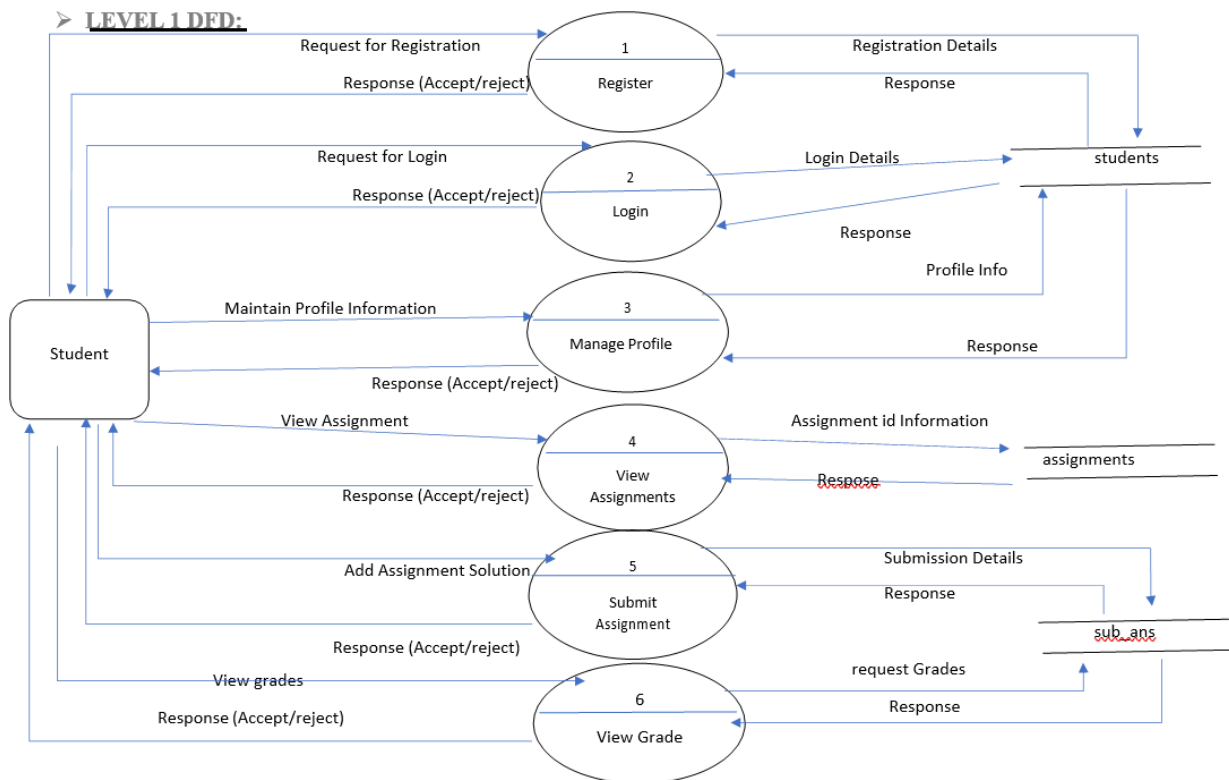 ➢ LEVEL 1 DFD:
Request for Registration
1
Register
Registration Details
Response (Accept/reject)
Response
Request for Login
2
Login
Login Details
students
Response (Accept/reject)
Response
Profile Info
Maintain Profile Information
3
Manage Profile
Student
Response (Accept/reject)
Response
View Assignment
4
View
Assignments
Assignment id Information
assignments
Response (Accept/reject)
Respose
Add Assignment Solution
5
Submit
Assignment
Submission Details
Response
sub_ans
Response (Accept/reject)
View grades
6
View Grade
request Grades
Response (Accept/reject)
Response